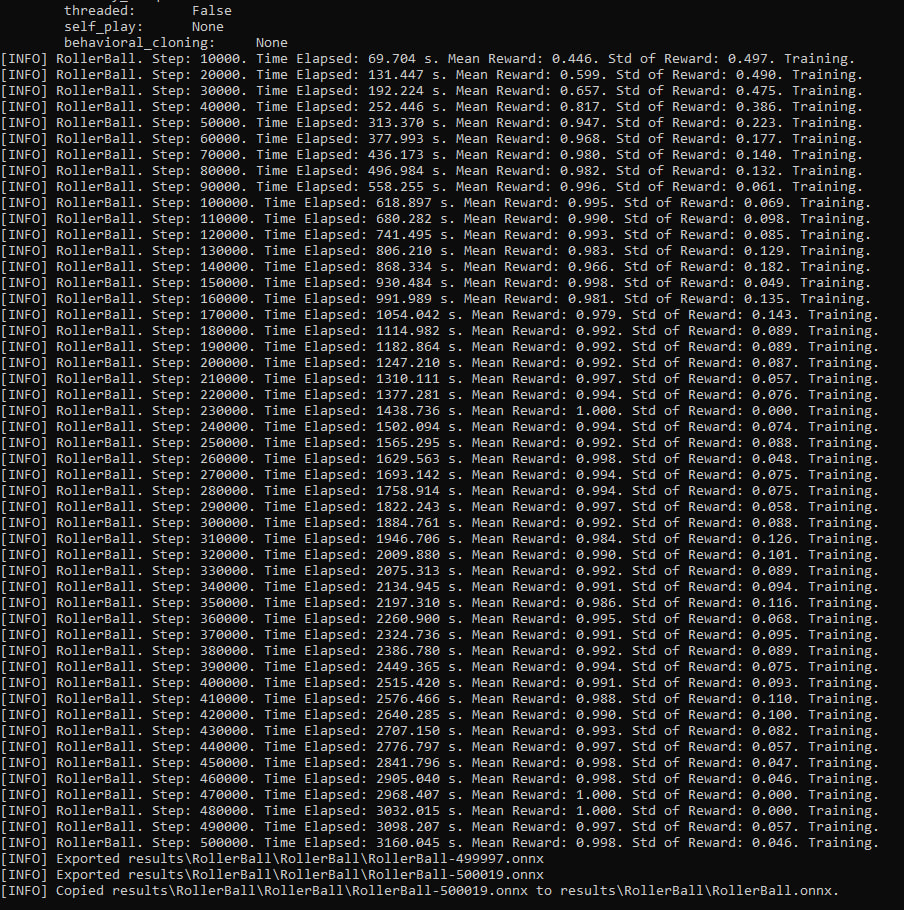 threaded: False
self_play: None
behavioral_cloning: None
[INFO] RollerBall. Step: 10000. Time Elapsed: 69.704 s. Mean Reward: 0.446. Std of Reward: 0.497. Training.
[INFO] RollerBall. Step: 20000. Time Elapsed: 131.447 s. Mean Reward: 0.599. Std of Reward: 0.490. Training.
[INFO] RollerBall. Step: 30000. Time Elapsed: 192.224 s. Mean Reward: 0.657. Std of Reward: 0.475. Training.
[INFO] RollerBall. Step: 40000. Time Elapsed: 252.446 s. Mean Reward: 0.817. Std of Reward: 0.386. Training.
[INFO] RollerBall. Step: 50000. Time Elapsed: 313.370 s. Mean Reward: 0.947. Std of Reward: 0.223. Training.
[INFO] RollerBall. Step: 60000. Time Elapsed: 377.993 s. Mean Reward: 0.968. Std of Reward: 0.177. Training.
[INFO] RollerBall. Step: 70000. Time Elapsed: 436.173 s. Mean Reward: 0.980. Std of Reward: 0.140. Training.
[INFO] RollerBall. Step: 80000. Time Elapsed: 496.984 s. Mean Reward: 0.982. Std of Reward: 0.132. Training.
[INFO] RollerBall. Step: 90000. Time Elapsed: 558.255 s. Mean Reward: 0.996. Std of Reward: 0.061. Training.
[INFO] RollerBall. Step: 100000. Time Elapsed: 618.897 s. Mean Reward: 0.995. Std of Reward: 0.069. Training.
[INFO] RollerBall. Step: 110000. Time Elapsed: 680.282 s. Mean Reward: 0.990. Std of Reward: 0.098. Training.
[INFO] RollerBall. Step: 120000. Time Elapsed: 741.495 s. Mean Reward: 0.993. Std of Reward: 0.085. Training.
[INFO] RollerBall. Step: 130000. Time Elapsed: 806.210 s. Mean Reward: 0.983. Std of Reward: 0.129. Training.
[INFO] RollerBall. Step: 140000. Time Elapsed: 868.334 s. Mean Reward: 0.966. Std of Reward: 0.182. Training.
[INFO] RollerBall. Step: 150000. Time Elapsed: 930.484 s. Mean Reward: 0.998. Std of Reward: 0.049. Training.
[INFO] RollerBall. Step: 160000. Time Elapsed: 991.989 s. Mean Reward: 0.981. Std of Reward: 0.135. Training.
[INFO] RollerBall. Step: 170000. Time Elapsed: 1054.042 s. Mean Reward: 0.979. Std of Reward: 0.143. Training.
[INFO] RollerBall. Step: 180000. Time Elapsed: 1114.982 s. Mean Reward: 0.992. Std of Reward: 0.089. Training.
[INFO] RollerBall. Step: 190000. Time Elapsed: 1182.864 s. Mean Reward: 0.992. Std of Reward: 0.089. Training.
[INFO] RollerBall. Step: 200000. Time Elapsed: 1247.210 s. Mean Reward: 0.992. Std of Reward: 0.087. Training.
[INFO] RollerBall. Step: 210000. Time Elapsed: 1310.111 s. Mean Reward: 0.997. Std of Reward: 0.057. Training.
[INFO] RollerBall. Step: 220000. Time Elapsed: 1377.281 s. Mean Reward: 0.994. Std of Reward: 0.076. Training.
[INFO] RollerBall. Step: 230000. Time Elapsed: 1438.736 s. Mean Reward: 1.000. Std of Reward: 0.000. Training.
[INFO] RollerBall. Step: 240000. Time Elapsed: 1502.094 s. Mean Reward: 0.994. Std of Reward: 0.074. Training.
[INFO] RollerBall. Step: 250000. Time Elapsed: 1565.295 s. Mean Reward: 0.992. Std of Reward: 0.088. Training.
[INFO] RollerBall. Step: 260000. Time Elapsed: 1629.563 s. Mean Reward: 0.998. Std of Reward: 0.048. Training.
[INFO] RollerBall. Step: 270000. Time Elapsed: 1693.142 s. Mean Reward: 0.994. Std of Reward: 0.075. Training.
[INFO] RollerBall. Step: 280000. Time Elapsed: 1758.914 s. Mean Reward: 0.994. Std of Reward: 0.075. Training.
[INFO] RollerBall. Step: 290000. Time Elapsed: 1822.243 s. Mean Reward: 0.997. Std of Reward: 0.058. Training.
[INFO] RollerBall. Step: 300000. Time Elapsed: 1884.761 s. Mean Reward: 0.992. Std of Reward: 0.088. Training.
[INFO] RollerBall. Step: 310000. Time Elapsed: 1946.706 s. Mean Reward: 0.984. Std of Reward: 0.126. Training.
[INFO] RollerBall. Step: 320000. Time Elapsed: 2009.880 s. Mean Reward: 0.990. Std of Reward: 0.101. Training.
[INFO] RollerBall. Step: 330000. Time Elapsed: 2075.313 s. Mean Reward: 0.992. Std of Reward: 0.089. Training.
[INFO] RollerBall. Step: 340000. Time Elapsed: 2134.945 s. Mean Reward: 0.991. Std of Reward: 0.094. Training.
[INFO] RollerBall. Step: 350000. Time Elapsed: 2197.310 s. Mean Reward: 0.986. Std of Reward: 0.116. Training.
[INFO] RollerBall. Step: 360000. Time Elapsed: 2260.900 s. Mean Reward: 0.995. Std of Reward: 0.068. Training.
[INFO] RollerBall. Step: 370000. Time Elapsed: 2324.736 s. Mean Reward: 0.991. Std of Reward: 0.095. Training.
[INFO] RollerBall. Step: 380000. Time Elapsed: 2386.780 s. Mean Reward: 0.992. Std of Reward: 0.089. Training.
[INFO] RollerBall. Step: 390000. Time Elapsed: 2449.365 s. Mean Reward: 0.994. Std of Reward: 0.075. Training.
[INFO] RollerBall. Step: 400000. Time Elapsed: 2515.420 s. Mean Reward: 0.991. Std of Reward: 0.093. Training.
[INFO] RollerBall. Step: 410000. Time Elapsed: 2576.466 s. Mean Reward: 0.988. Std of Reward: 0.110. Training.
[INFO] RollerBall. Step: 420000. Time Elapsed: 2640.285 s. Mean Reward: 0.990. Std of Reward: 0.100. Training.
[INFO] RollerBall. Step: 430000. Time Elapsed: 2707.150 s. Mean Reward: 0.993. Std of Reward: 0.082. Training.
[INFO] RollerBall. Step: 440000. Time Elapsed: 2776.797 s. Mean Reward: 0.997. Std of Reward: 0.057. Training.
[INFO] RollerBall. Step: 450000. Time Elapsed: 2841.796 s. Mean Reward: 0.998. Std of Reward: 0.047. Training.
[INFO] RollerBall. Step: 460000. Time Elapsed: 2905.040 s. Mean Reward: 0.998. Std of Reward: 0.046. Training.
[INFO] RollerBall. Step: 470000. Time Elapsed: 2968.407 s. Mean Reward: 1.000. Std of Reward: 0.000. Training.
[INFO] RollerBall. Step: 480000. Time Elapsed: 3032.015 s. Mean Reward: 1.000. Std of Reward: 0.000. Training.
[INFO] RollerBall. Step: 490000. Time Elapsed: 3098.207 s. Mean Reward: 0.997. Std of Reward: 0.057. Training.
[INFO] RollerBall. Step: 500000. Time Elapsed: 3160.045 s. Mean Reward: 0.998. Std of Reward: 0.046. Training.
[INFO] Exported results\RollerBall\RollerBall\RollerBall-499997.onnx
[INFO] Exported results\RollerBall\RollerBall\RollerBall-500019.onnx
[INFO] Copied results\RollerBall\RollerBall\RollerBall-500019.onnx to results\RollerBall\RollerBall.onnx.